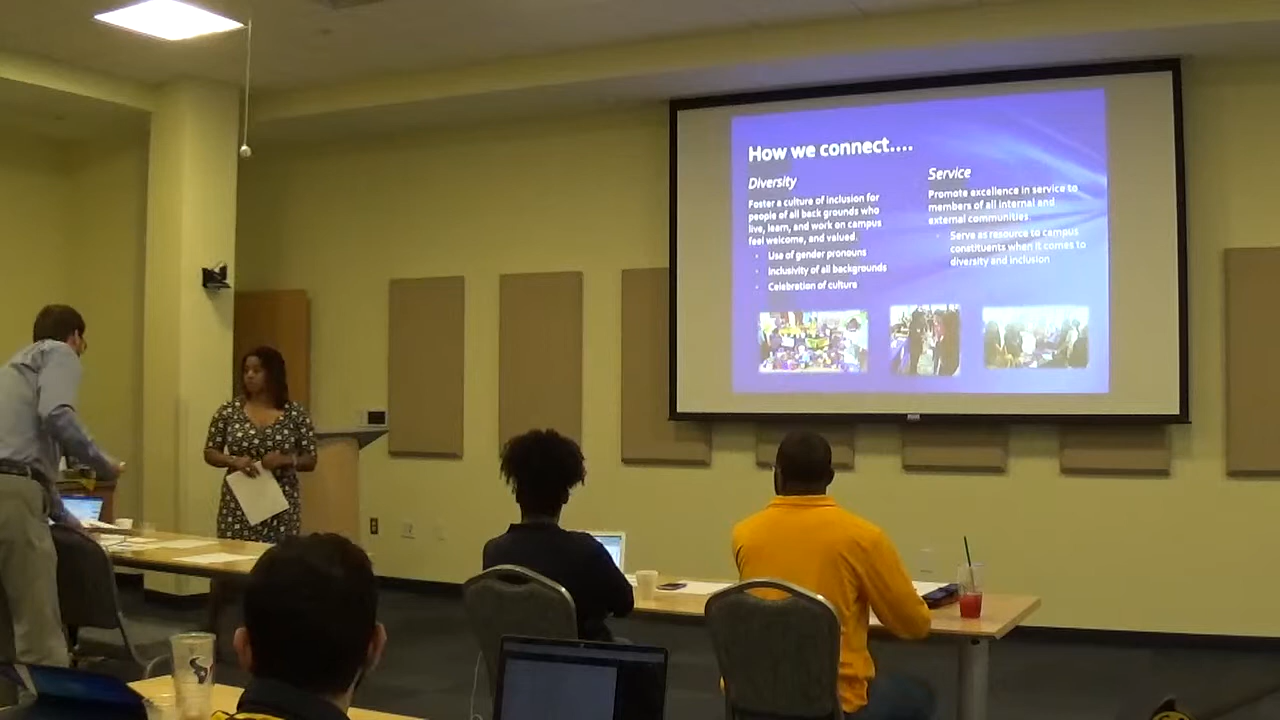 How we connect....
Diversity
Foster a culture of inclusion for
people of all back grounds who
live, learn, and work on campus
feel welcome, and valued.
Use of gender pronouns
Inclusivity of all backgrounds
Celebration of culture
Service
Promote excellence in service to
members of all internal and
external communities
Serve as resource to campus
constituents when it comes to
diversity and inclusion